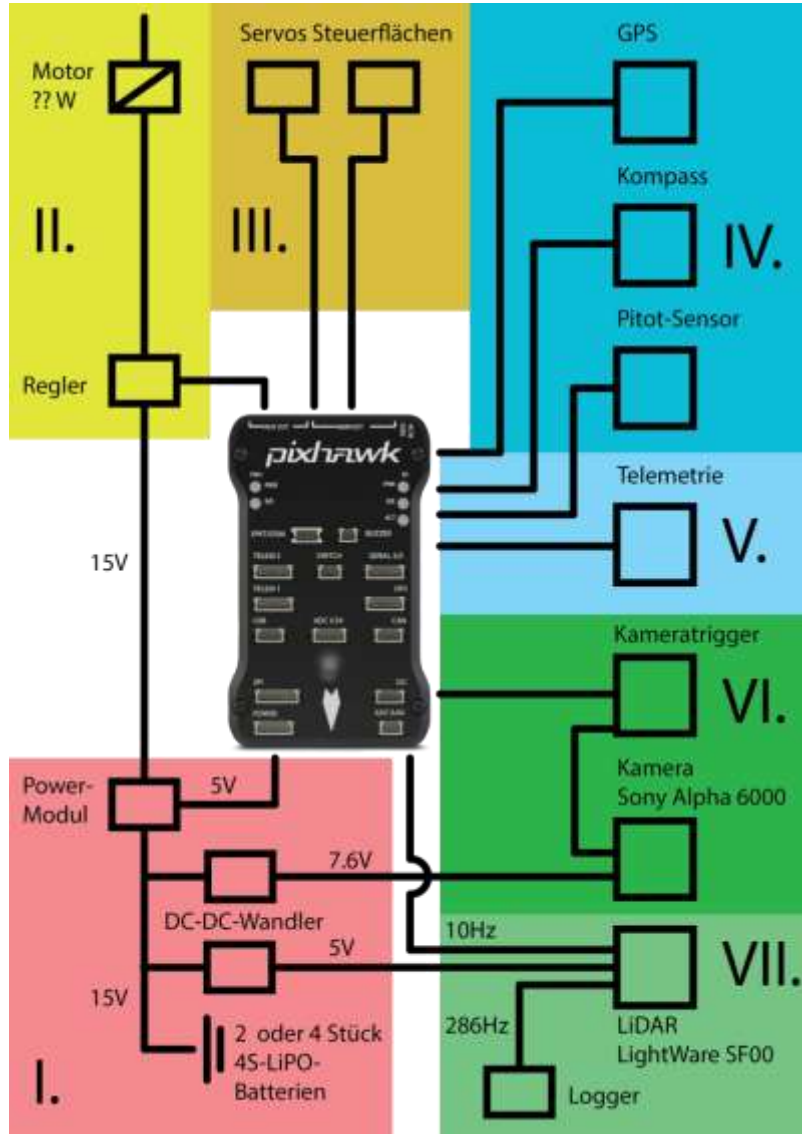 Servos Steuerflächen
GPS
Motor
?? W
Kompass
II.
III.
IV.
Pitot-Sensor
Regler
pixhawk
Telemetrie
V.
15V
SWITCH
POWER
Kameratrigger
VI.
Power-
Modul
5V
Kamera
Sony Alpha 6000
7.6V
DC-DC-Wandler
10Hz
5V
VII.
15V
286Hz
LiDAR
LightWare SF00
2 oder 4 Stück
4S-LiPO-
Batterien
I.
Logger